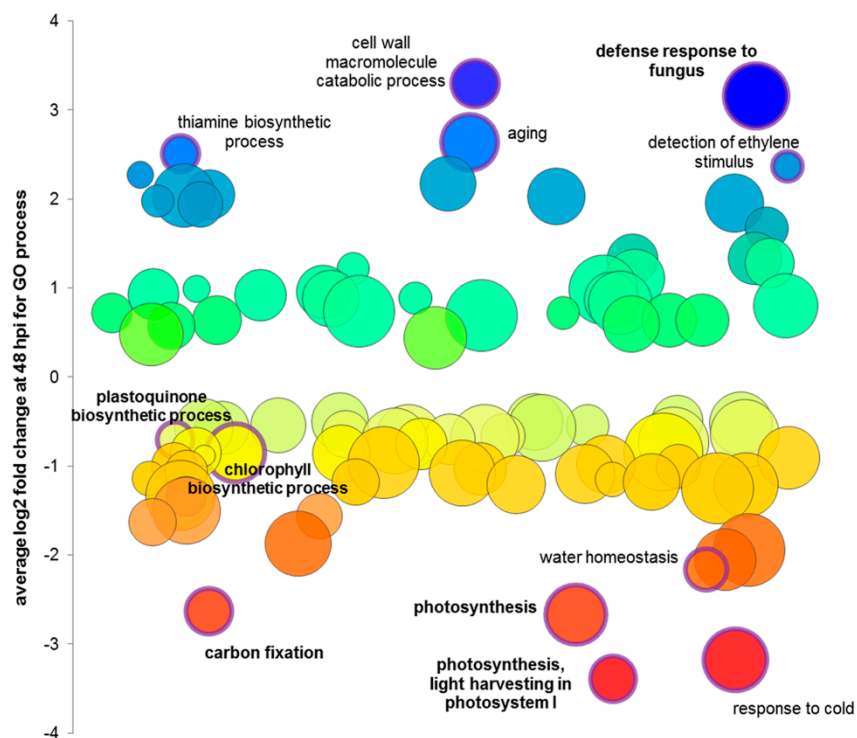 average log2 fold change at 48 hpi for GO process
4
3
2
1
0
-1
-2
-3
-4
cell wall
macromolecule
catabolic process
defense response to
fungus
thiamine biosynthetic
process
aging
detection of ethylene
stimulus
plastoquinone
biosynthetic process
chlorophyll
biosynthetic process
water homeostasis
carbon fixation
photosynthesis
photosynthesis,
light harvesting in
photosystem I
response to cold